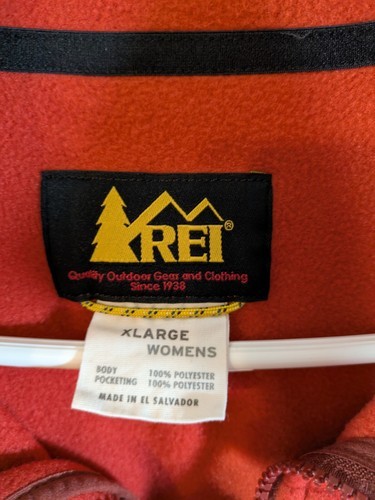 REI®
Quality Outdoor Gear and Clothing
Since 1938
XLARGE
WOMENS
BODY 100% POLYESTER
POCKETING 100% POLYESTER
MADE IN EL SALVADOR